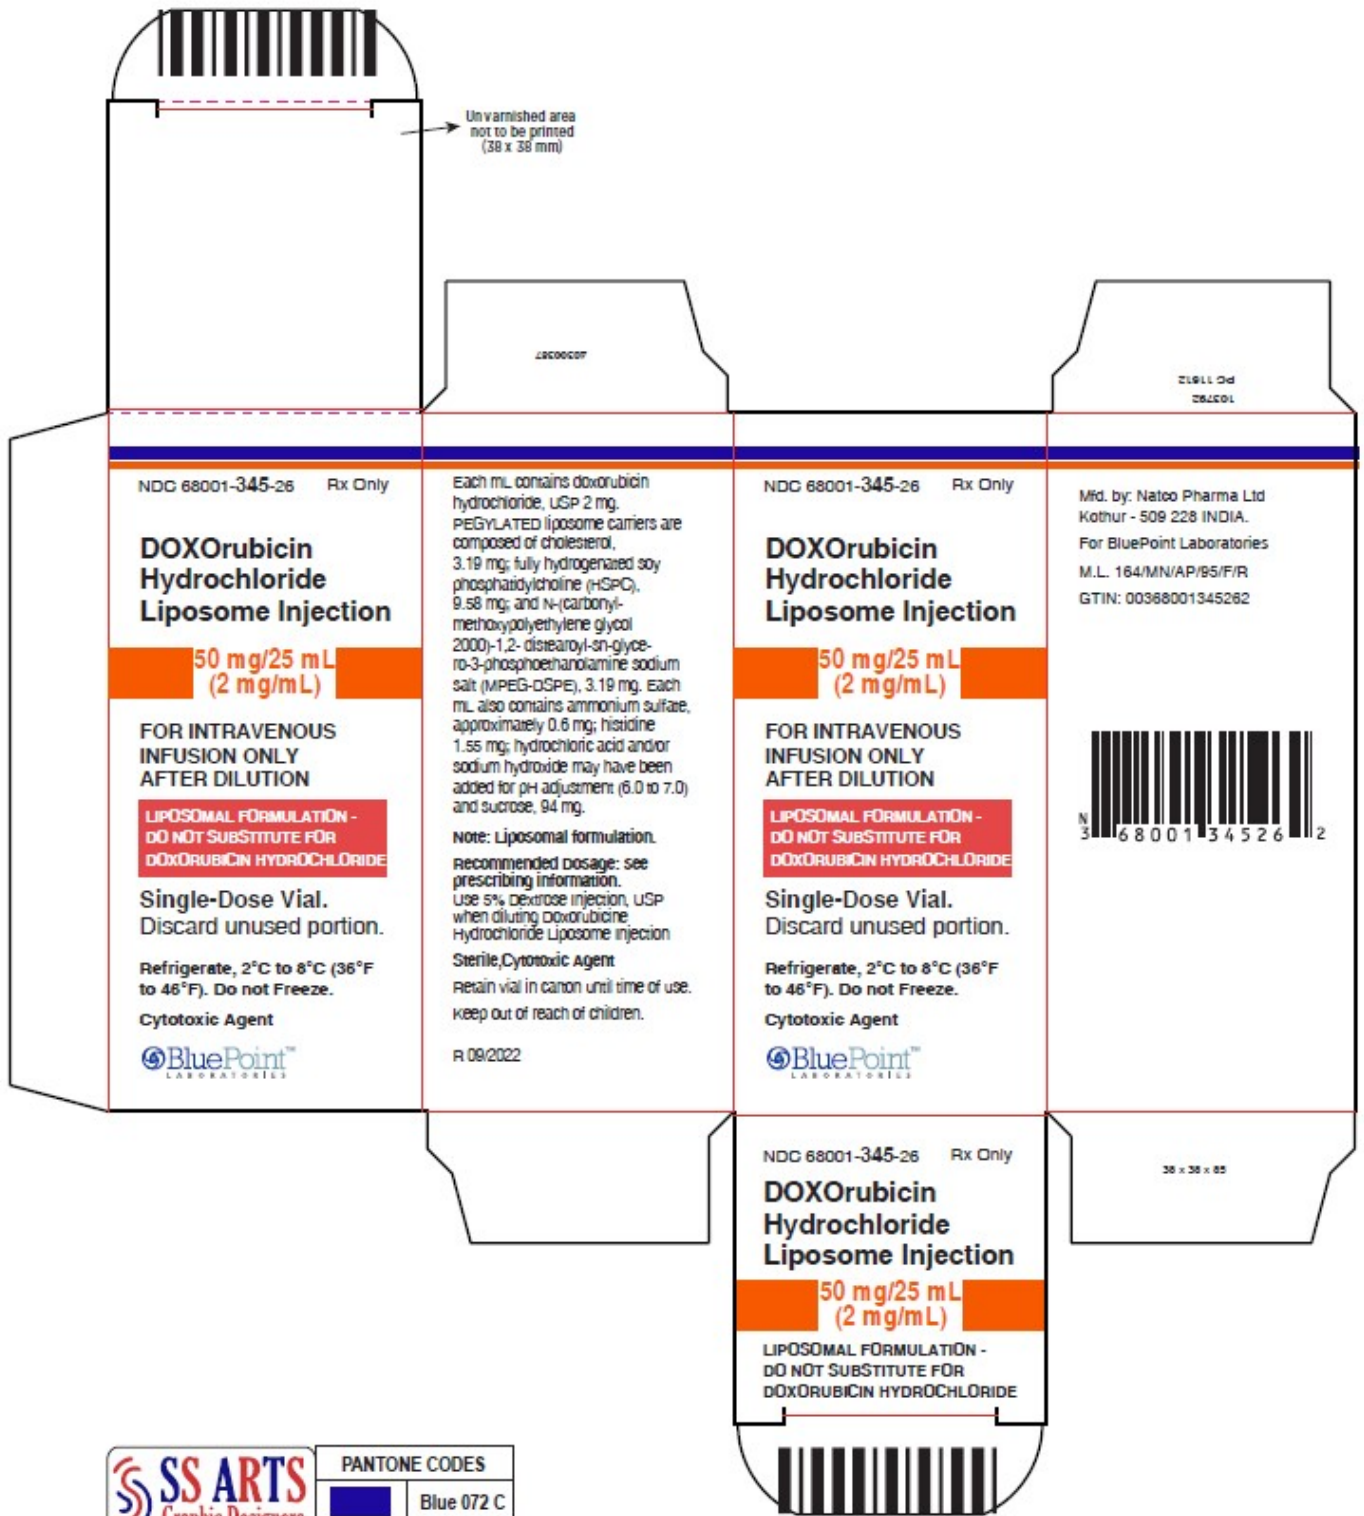 Unvarnished area
not to be printed
(38 x 38 mm)
40300387
PC 11612
103792
NDC 68001-345-26 Rx Only
DOXOrubicin
Hydrochloride
Liposome Injection
50 mg/25 mL
(2 mg/mL)
FOR INTRAVENOUS
INFUSION ONLY
AFTER DILUTION
LIPOSOMAL FORMULATION -
DO NOT SUBSTITUTE FOR
DOXORUBICIN HYDROCHLORIDE
Single-Dose Vial.
Discard unused portion.
Refrigerate, 2°C to 8°C (36°F
to 46°F). Do not Freeze.
Cytotoxic Agent
BluePoint™
LABORATORIES
Each mL contains doxorubicin
hydrochloride, USP 2 mg.
PEGYLATED liposome carriers are
composed of cholesterol,
3.19 mg; fully hydrogenated soy
phosphatidylcholine (HSPC),
9.58 mg; and N-(carbonyl-
methoxypolyethylene glycol
2000)-1,2- distearoyl-sn-glyce-
ro-3-phosphoethanolamine sodium
salt (MPEG-DSPE), 3.19 mg. Each
mL also contains ammonium sulfate,
approximately 0.6 mg; histidine
1.55 mg; hydrochloric acid and/or
sodium hydroxide may have been
added for pH adjustment (6.0 to 7.0)
and sucrose, 94 mg.
Note: Liposomal formulation.
Recommended Dosage: See
prescribing information.
Use 5% Dextrose Injection, USP
when diluting Doxorubicine
Hydrochloride Liposome Injection
Sterile,Cytotoxic Agent
Retain vial in carton until time of use.
Keep out of reach of children.
R 09/2022
NDC 68001-345-26 Rx Only
DOXOrubicin
Hydrochloride
Liposome Injection
50 mg/25 mL
(2 mg/mL)
FOR INTRAVENOUS
INFUSION ONLY
AFTER DILUTION
LIPOSOMAL FORMULATION -
DO NOT SUBSTITUTE FOR
DOXORUBICIN HYDROCHLORIDE
Single-Dose Vial.
Discard unused portion.
Refrigerate, 2°C to 8°C (36°F
to 46°F). Do not Freeze.
Cytotoxic Agent
BluePoint™
LABORATORIES
Mfd. by: Natco Pharma Ltd
Kothur - 509 228 INDIA.
For BluePoint Laboratories
M.L. 164/MN/AP/95/F/R
GTIN: 00368001345262
N
3 68001 34526 2
NDC 68001-345-26 Rx Only
DOXOrubicin
Hydrochloride
Liposome Injection
50 mg/25 mL
(2 mg/mL)
LIPOSOMAL FORMULATION -
DO NOT SUBSTITUTE FOR
DOXORUBICIN HYDROCHLORIDE
38 x 38 x 85
SS ARTS
Graphic Designers
PANTONE CODES
Blue 072 C